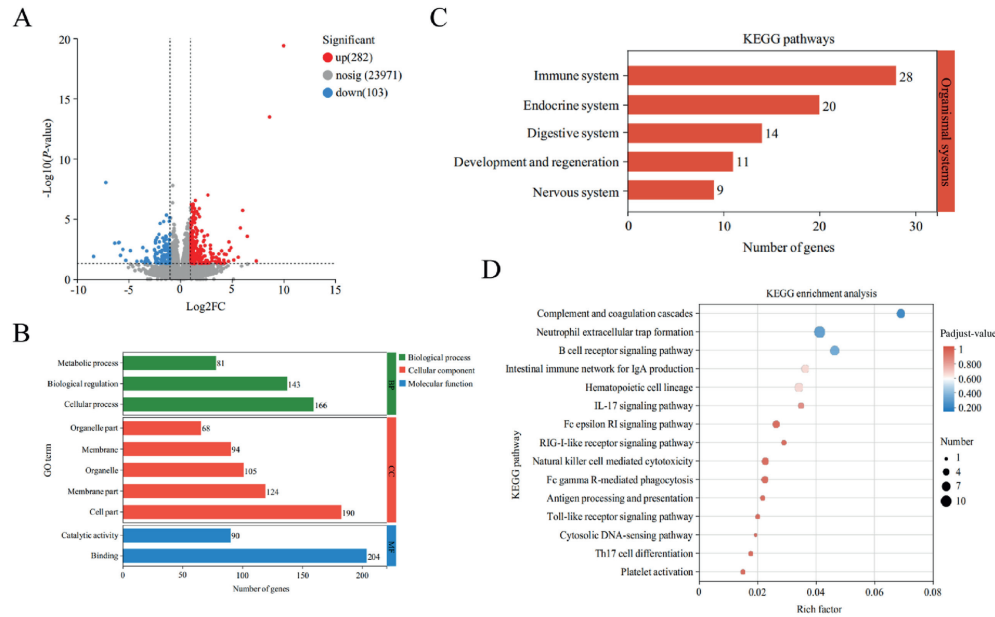 A
Significant
up(282)
nosig (23971)
down(103)
20
15
10
5
0
-Log10(P-value)
-10
-5
0
5
10
15
Log2FC
B
Biological process
Cellular component
Molecular function
GO term
Metabolic process
81
Biological regulation
143
Cellular process
166
BP
Organelle part
68
Membrane
94
Organelle
105
Membrane part
124
Cell part
190
CC
Catalytic activity
90
Binding
204
MF
0
50
100
150
200
Number of genes
C
KEGG pathways
Immune system
28
Endocrine system
20
Digestive system
14
Development and regeneration
11
Nervous system
9
Organismal systems
0
10
20
30
Number of genes
D
KEGG enrichment analysis
KEGG pathway
Complement and coagulation cascades
Neutrophil extracellular trap formation
B cell receptor signaling pathway
Intestinal immune network for IgA production
Hematopoietic cell lineage
IL-17 signaling pathway
Fc epsilon RI signaling pathway
RIG-I-like receptor signaling pathway
Natural killer cell mediated cytotoxicity
Fc gamma R-mediated phagocytosis
Antigen processing and presentation
Toll-like receptor signaling pathway
Cytosolic DNA-sensing pathway
Th17 cell differentiation
Platelet activation
0
0.02
0.04
0.06
0.08
Rich factor
Padjust-value
1
0.800
0.600
0.400
0.200
Number
1
4
7
10